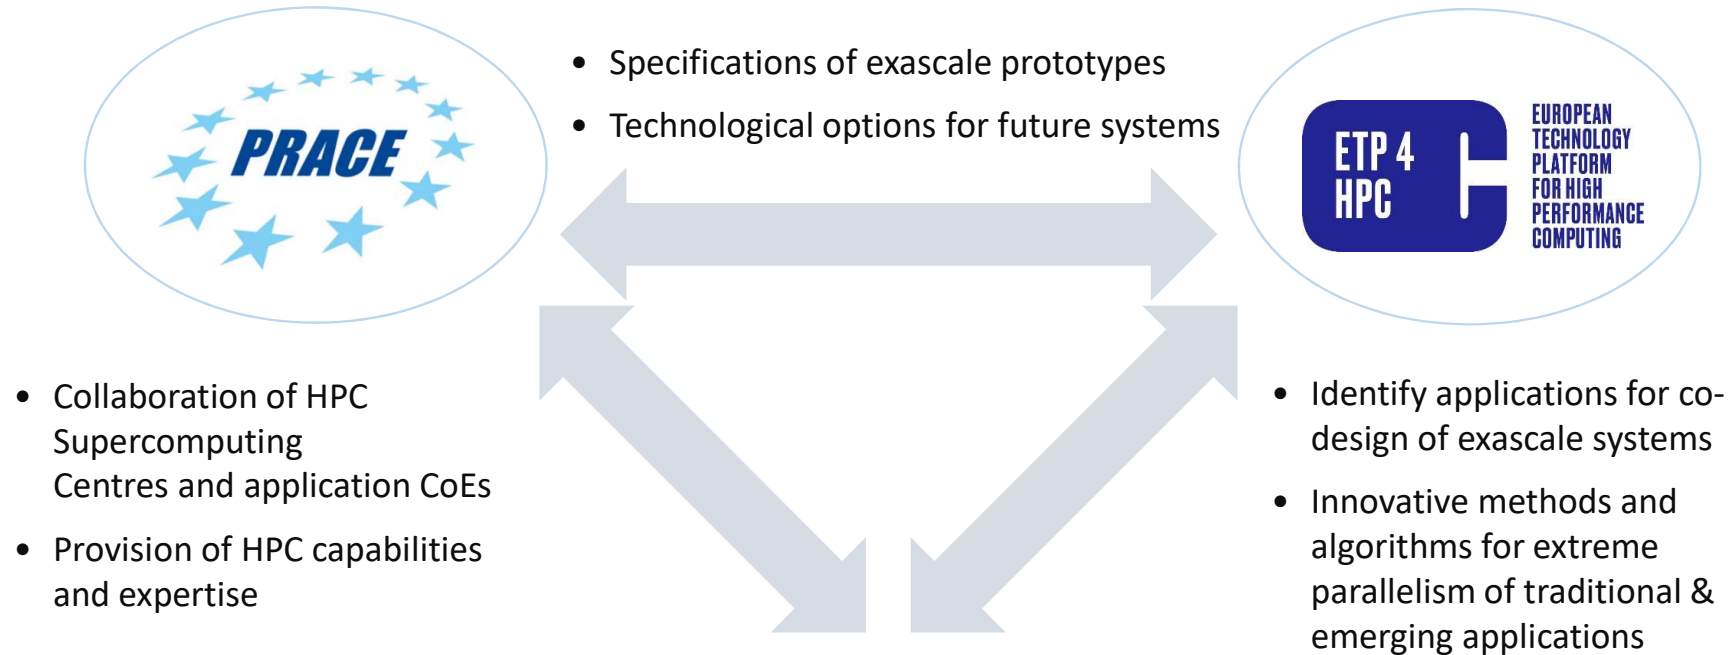 PRACE
• Specifications of exascale prototypes
• Technological options for future systems
ETP 4
HPC
EUROPEAN
TECHNOLOGY
PLATFORM
FOR HIGH
PERFORMANCE
COMPUTING
• Collaboration of HPC
Supercomputing
Centres and application CoEs
• Provision of HPC capabilities
and expertise
• Identify applications for co-
design of exascale systems
• Innovative methods and
algorithms for extreme
parallelism of traditional &
emerging applications